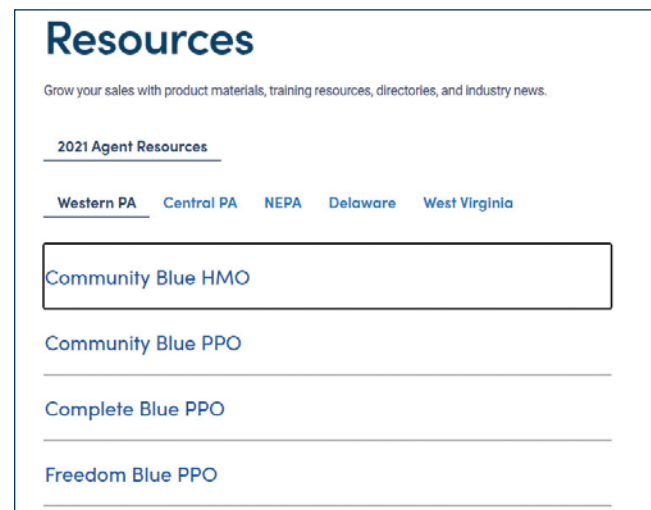 Resources
Grow your sales with product materials, training resources, directories, and industry news.
2021 Agent Resources
Western PA Central PA NEPA Delaware West Virginia
Community Blue HMO
Community Blue PPO
Complete Blue PPO
Freedom Blue PPO